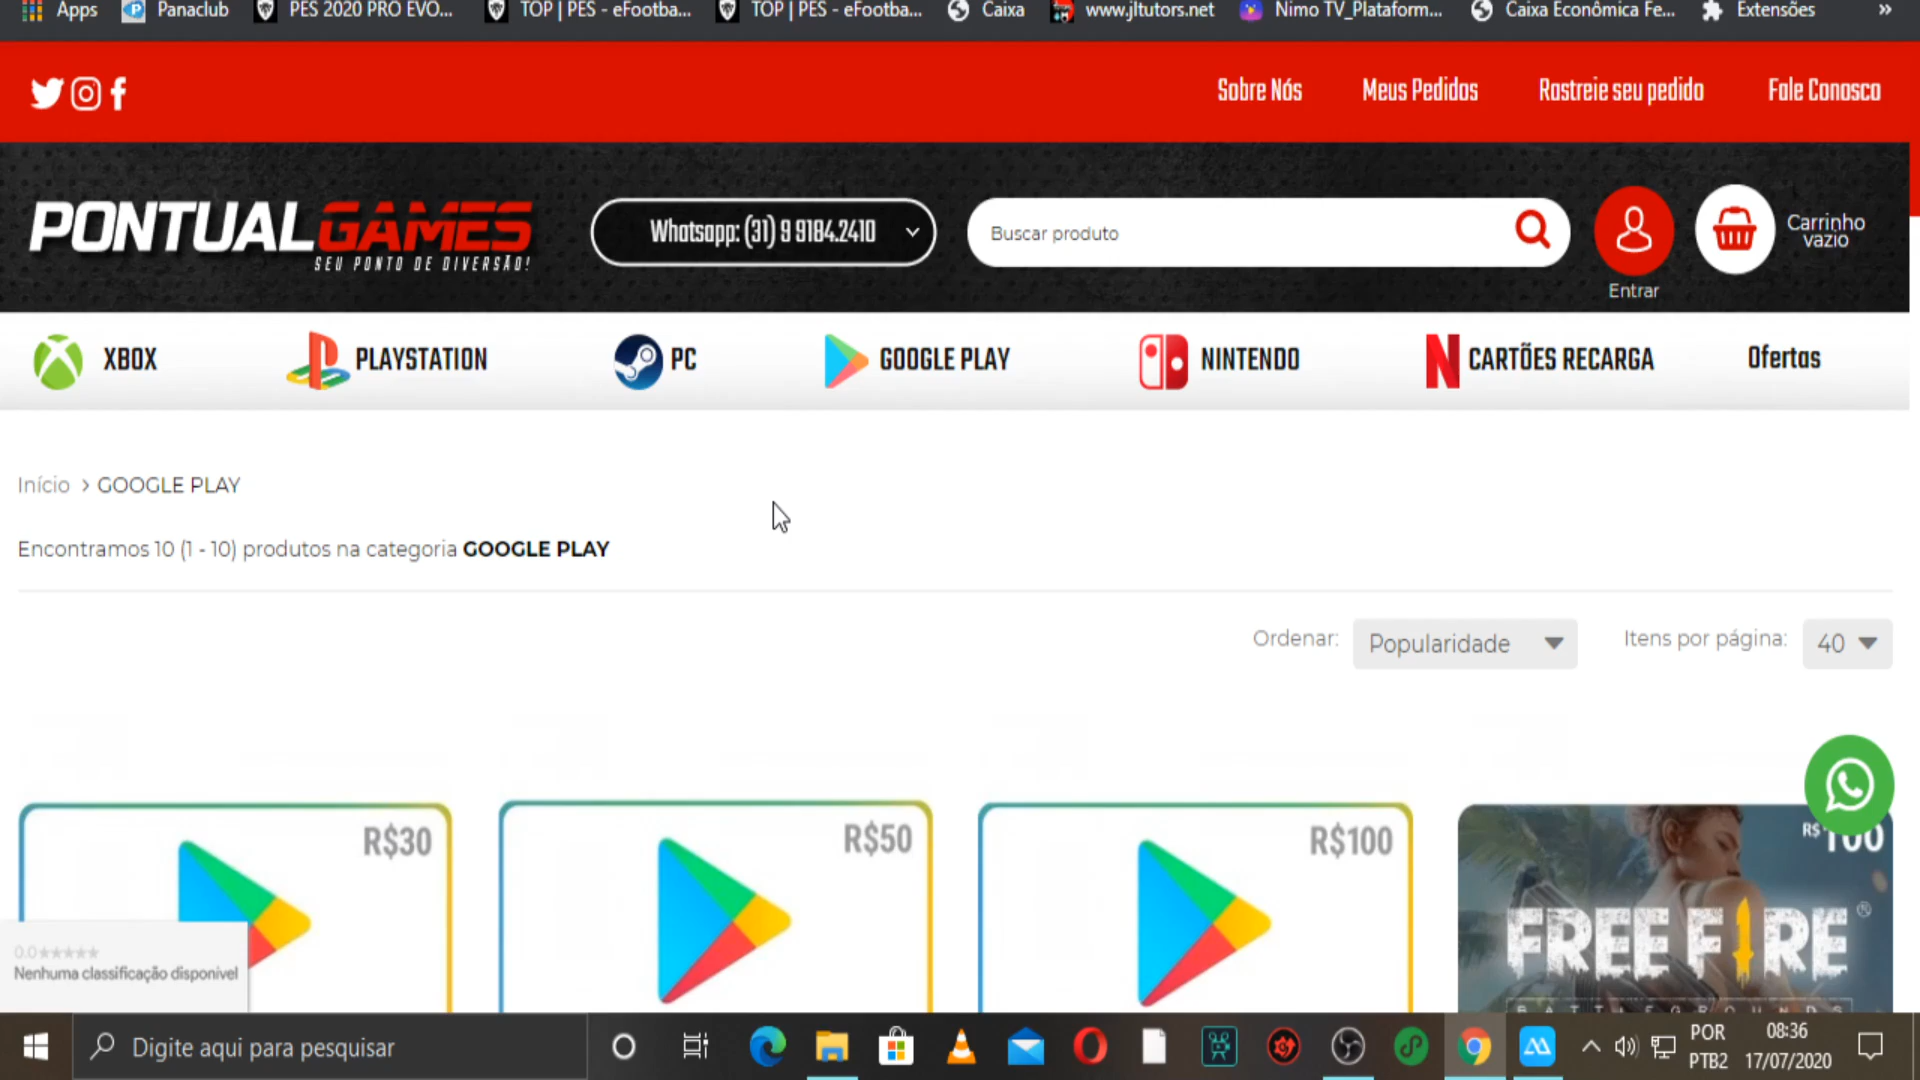 Apps Panaclub PES 2020 PRO EVO... TOP | PES - eFootba... TOP | PES - eFootba... Caixa www.jltutors.net Nimo TV_Plataform... Caixa Econômica Fe... Extensões »
Sobre Nós Meus Pedidos Rastreie seu pedido Fale Conosco
PONTUALGAMES
SEU PONTO DE DIVERSÃO!
Whatsapp: (31) 9 9184.2410
Buscar produto
Entrar
Carrinho
vazio
XBOX PLAYSTATION PC GOOGLE PLAY NINTENDO CARTÕES RECARGA Ofertas
Início > GOOGLE PLAY
Encontramos 10 (1 - 10) produtos na categoria GOOGLE PLAY
Ordenar: Popularidade Itens por página: 40
R$30 R$50 R$100 R$100
FREE FIRE
0.0★★★★★
Nenhuma classificação disponivel
Digite aqui para pesquisar
POR
PTB2
08:36
17/07/2020